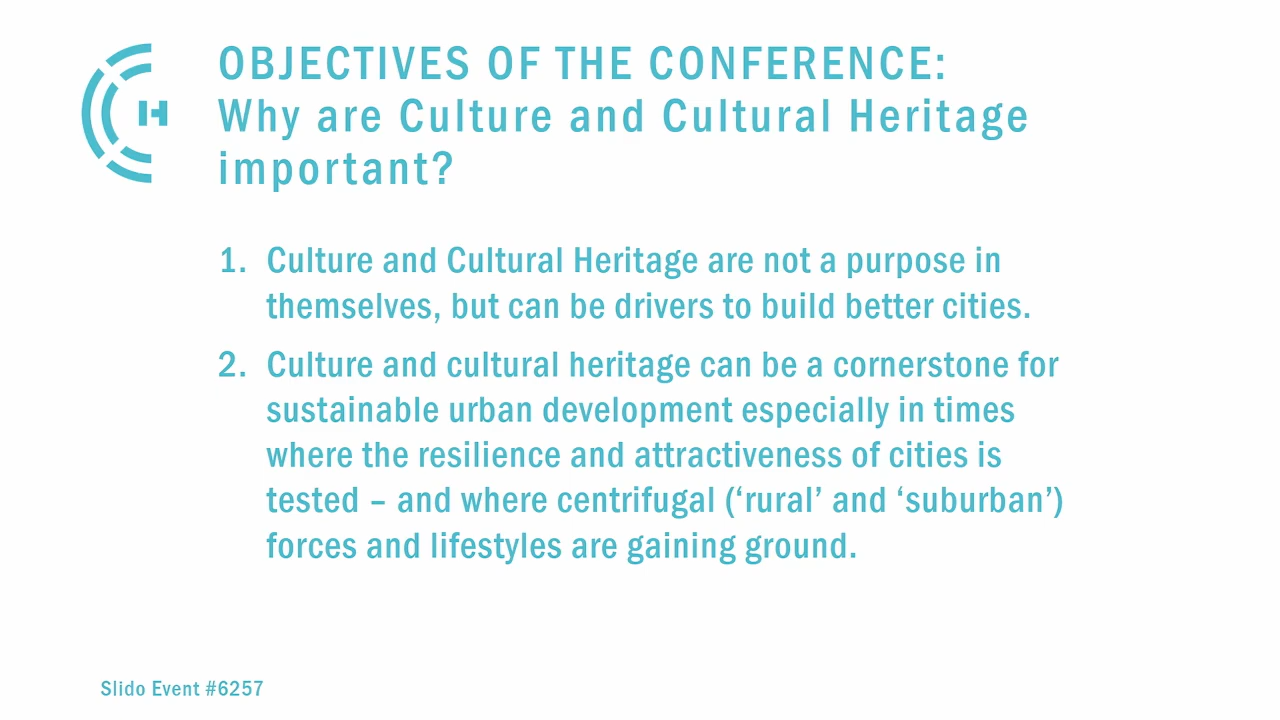 OBJECTIVES OF THE CONFERENCE:
Why are Culture and Cultural Heritage
important?
1. Culture and Cultural Heritage are not a purpose in
themselves, but can be drivers to build better cities.
2. Culture and cultural heritage can be a cornerstone for
sustainable urban development especially in times
where the resilience and attractiveness of cities is
tested – and where centrifugal (‘rural’ and ‘suburban’)
forces and lifestyles are gaining ground.
Slido Event #6257